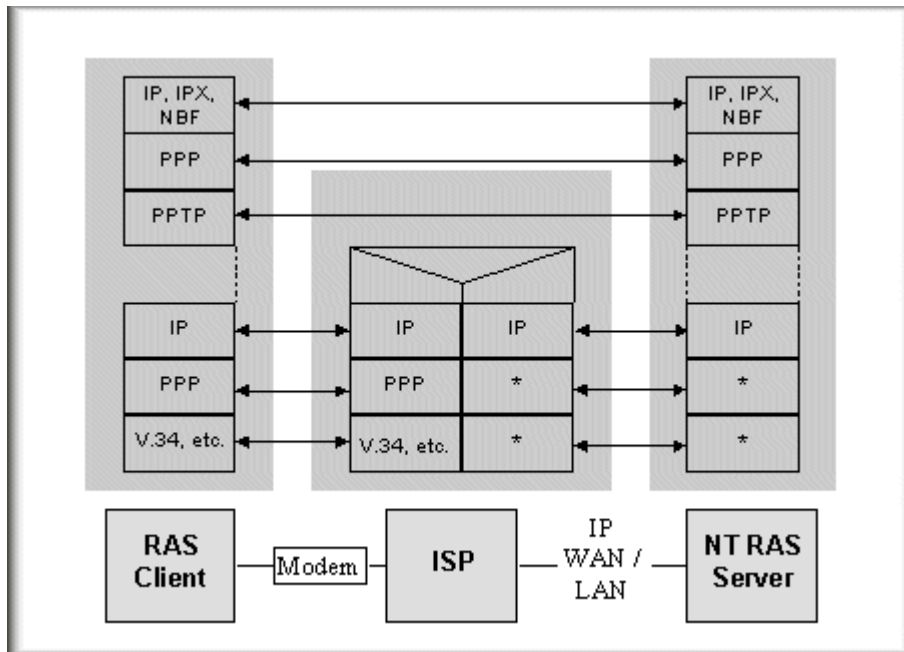 IP, IPX,
NBF
IP, IPX,
NBF
PPP
PPP
PPTP
PPTP
IP
IP
IP
IP
PPP
PPP
*
*
V.34, etc.
V.34, etc.
*
*
RAS
Client
Modem
ISP
IP
WAN /
LAN
NT RAS
Server